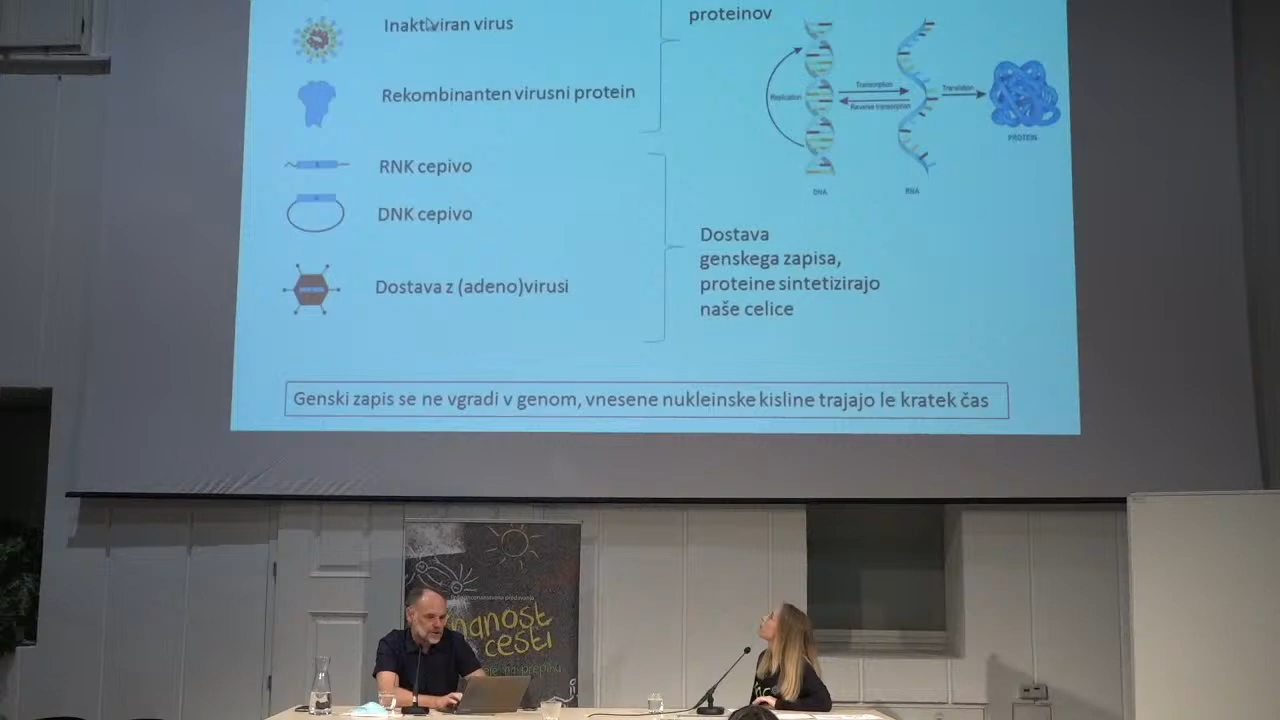 Inaktiviran virus
Rekombinanten virusni protein
RNK cepivo
DNK cepivo
Dostava z (adeno)virusi
proteinov
Replication
Transcription
Reverse transcription
Translation
DNA
RNA
PROTEIN
Dostava
genskega zapisa,
proteine sintetizirajo
naše celice
Genski zapis se ne vgradi v genom, vnesene nukleinske kisline trajajo le kratek čas
znanost
cesti